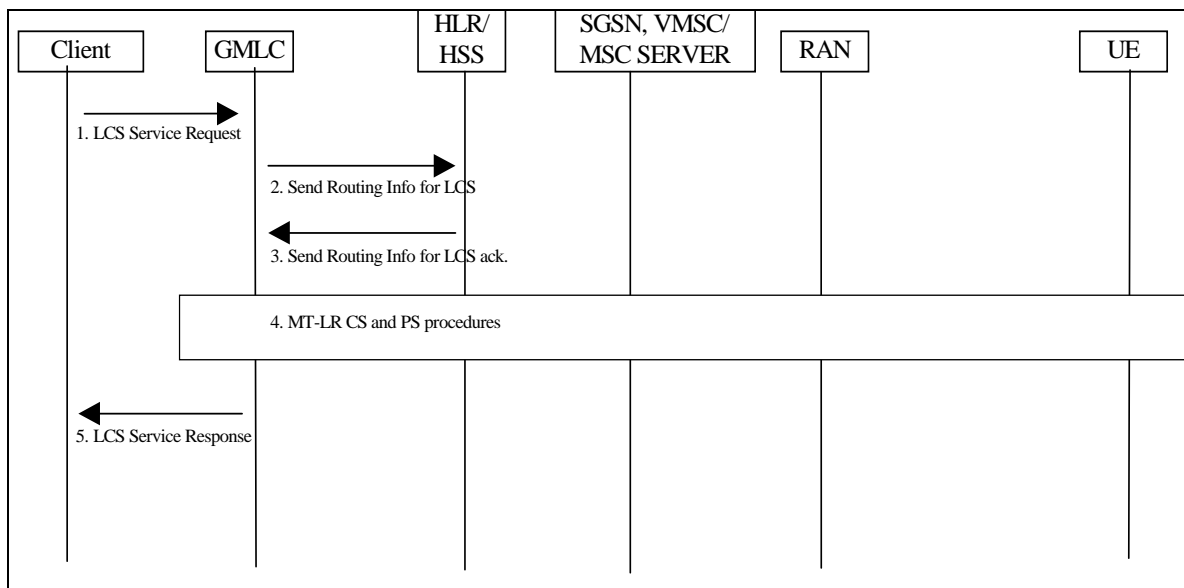 Client
GMLC
HLR/
HSS
SGSN, VMSC/
MSC SERVER
RAN
UE
1. LCS Service Request
2. Send Routing Info for LCS
3. Send Routing Info for LCS ack.
4. MT-LR CS and PS procedures
5. LCS Service Response